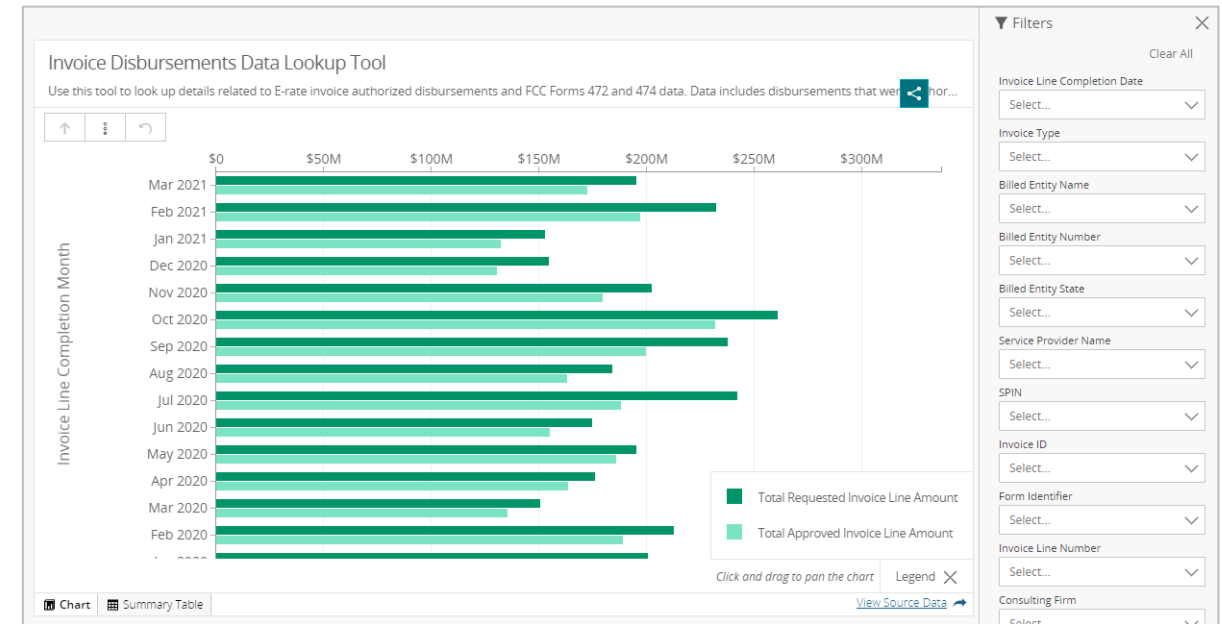 Invoice Disbursements Data Lookup Tool
Use this tool to look up details related to E-rate invoice authorized disbursements and FCC Forms 472 and 474 data. Data includes disbursements that wer hor...
$0 $50M $100M $150M $200M $250M $300M
Invoice Line Completion Month
Mar 2021
Feb 2021
Jan 2021
Dec 2020
Nov 2020
Oct 2020
Sep 2020
Aug 2020
Jul 2020
Jun 2020
May 2020
Apr 2020
Mar 2020
Feb 2020
Total Requested Invoice Line Amount
Total Approved Invoice Line Amount
Click and drag to pan the chart Legend
Chart Summary Table View Source Data
Filters
Clear All
Invoice Line Completion Date
Select...
Invoice Type
Select...
Billed Entity Name
Select...
Billed Entity Number
Select...
Billed Entity State
Select...
Service Provider Name
Select...
SPIN
Select...
Invoice ID
Select...
Form Identifier
Select...
Invoice Line Number
Select...
Consulting Firm